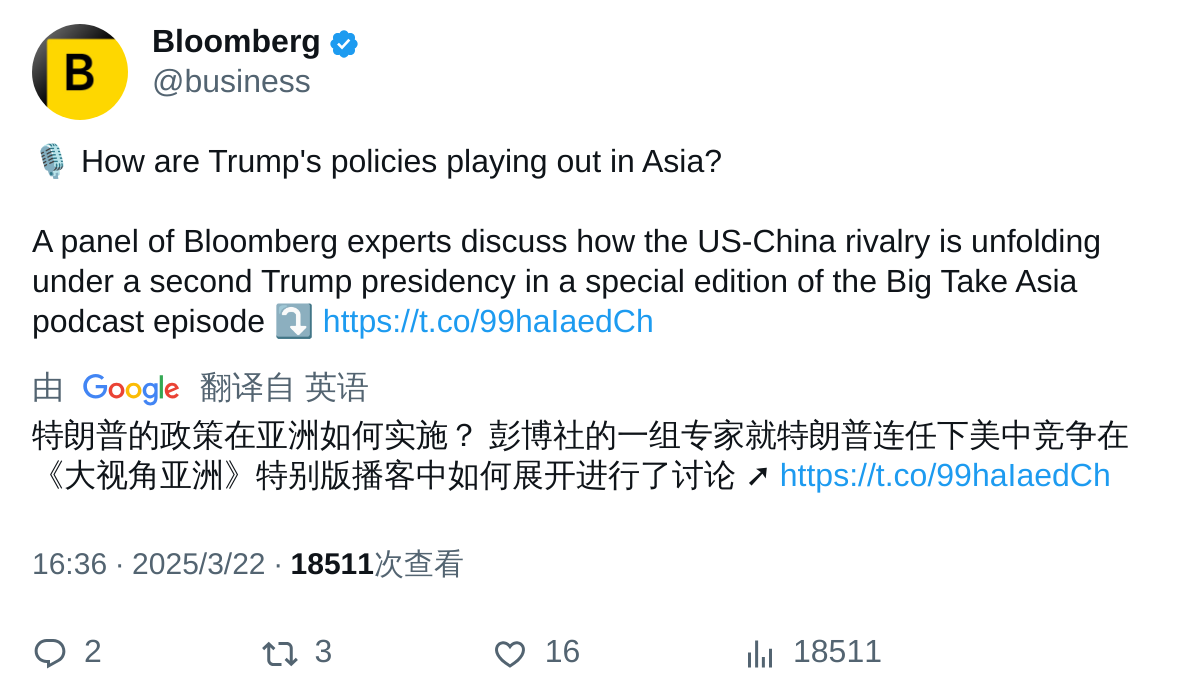 B
Bloomberg
@business
🎙️ How are Trump's policies playing out in Asia?
A panel of Bloomberg experts discuss how the US-China rivalry is unfolding
under a second Trump presidency in a special edition of the Big Take Asia
podcast episode ⤵️ https://t.co/99haIaedCh
由 Google 翻译自 英语
特朗普的政策在亚洲如何实施？ 彭博社的一组专家就特朗普连任下美中竞争在
《大视角亚洲》特别版播客中如何展开进行了讨论 ➚ https://t.co/99haIaedCh
16:36 · 2025/3/22 · 18511次查看
2 3 16 18511